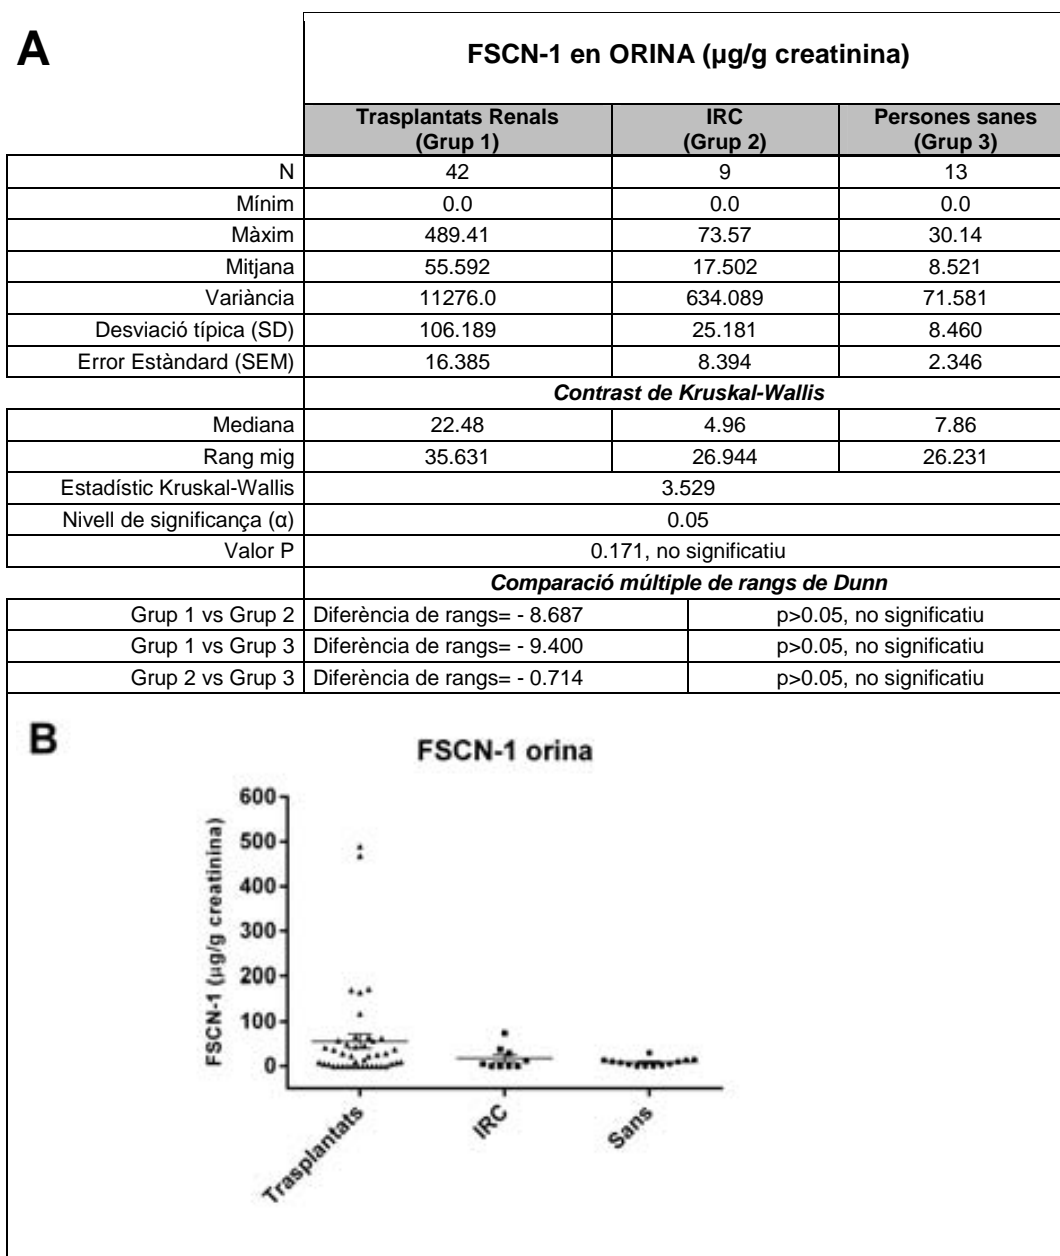 A
FSCN-1 en ORINA (µg/g creatinina)
Trasplantats Renals (Grup 1) IRC (Grup 2) Persones sanes (Grup 3)
N 42 9 13
Mínim 0.0 0.0 0.0
Màxim 489.41 73.57 30.14
Mitjana 55.592 17.502 8.521
Variància 11276.0 634.089 71.581
Desviació típica (SD) 106.189 25.181 8.460
Error Estàndard (SEM) 16.385 8.394 2.346
Contrast de Kruskal-Wallis
Mediana 22.48 4.96 7.86
Rang mig 35.631 26.944 26.231
Estadístic Kruskal-Wallis 3.529
Nivell de significança (α) 0.05
Valor P 0.171, no significatiu
Comparació múltiple de rangs de Dunn
Grup 1 vs Grup 2 Diferència de rangs= - 8.687 p>0.05, no significatiu
Grup 1 vs Grup 3 Diferència de rangs= - 9.400 p>0.05, no significatiu
Grup 2 vs Grup 3 Diferència de rangs= - 0.714 p>0.05, no significatiu
B
FSCN-1 orina
FSCN-1 (µg/g creatinina)
600
500
400
300
200
100
0
Trasplantats
IRC
Sans